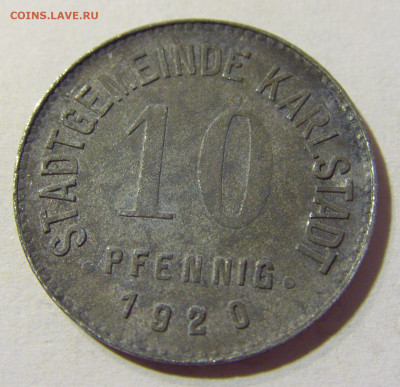 COINS.LAVE.RU
STADTGEMEINDE KARLSTADT
10
· PFENNIG ·
1920